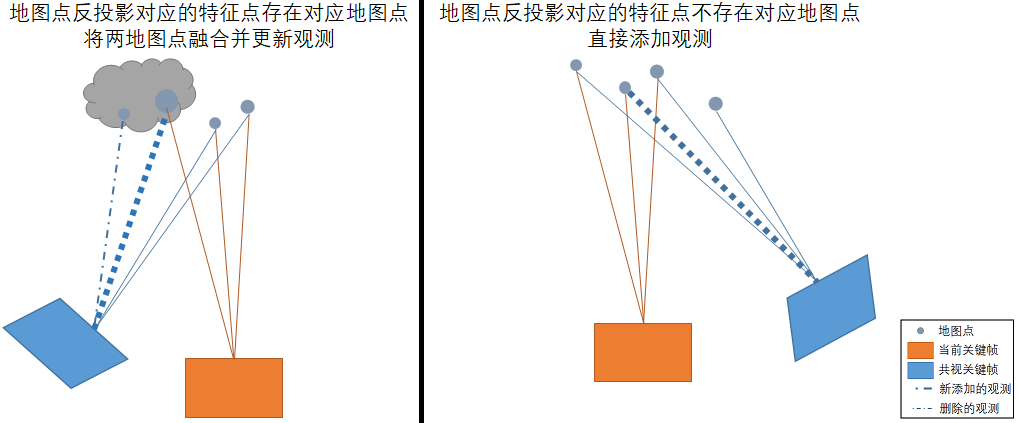 地图点反投影对应的特征点存在对应地图点
将两地图点融合并更新观测
地图点反投影对应的特征点不存在对应地图点
直接添加观测
地图点
当前关键帧
共视关键帧
新添加的观测
删除的观测